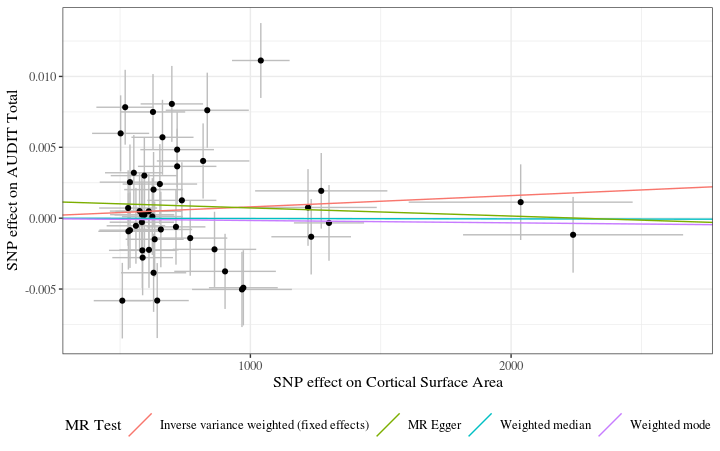 SNP effect on AUDIT Total
0.010
0.005
0.000
-0.005
1000
2000
SNP effect on Cortical Surface Area
MR Test
Inverse variance weighted (fixed effects)
MR Egger
Weighted median
Weighted mode